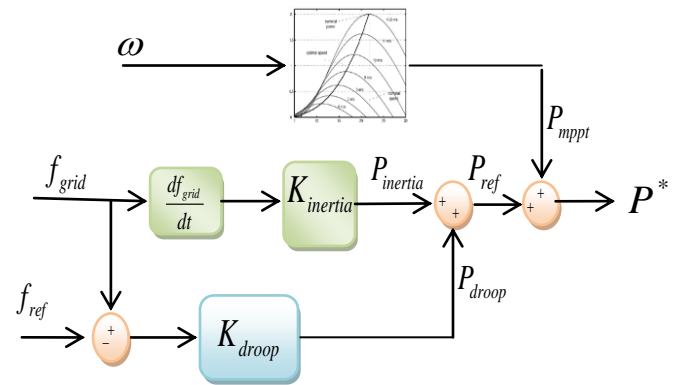 ω
P_mppt
f_grid
df_grid
dt
K_inertia
P_inertia
P_ref
+
+
+
+
P*
P_droop
f_ref
+
−
K_droop